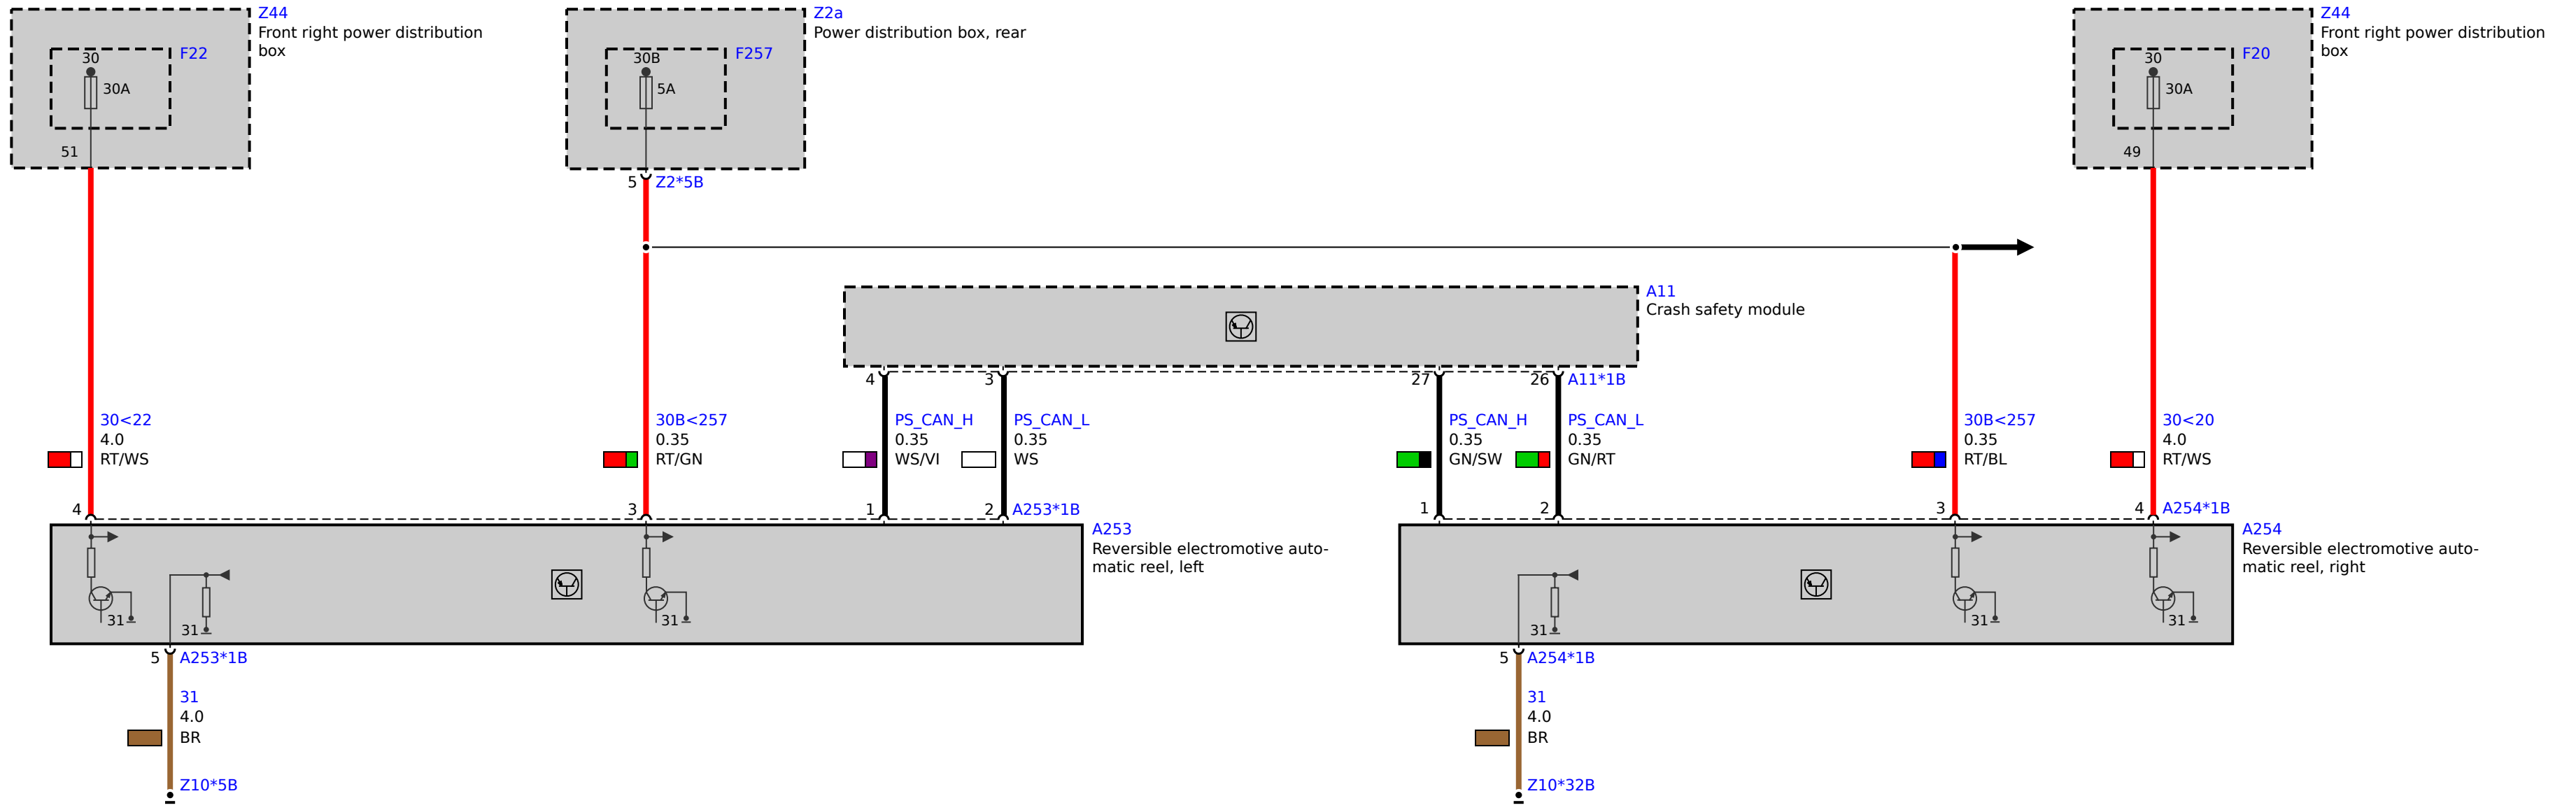 Z44
Front right power distribution
box
F22
30
30A
51
Z2a
Power distribution box, rear
F257
30B
5A
5
Z2*5B
Z44
Front right power distribution
box
F20
30
30A
49
A11
Crash safety module
4
3
27
26
A11*1B
30<22
4.0
RT/WS
30B<257
0.35
RT/GN
PS_CAN_H
0.35
WS/VI
PS_CAN_L
0.35
WS
PS_CAN_H
0.35
GN/SW
PS_CAN_L
0.35
GN/RT
30B<257
0.35
RT/BL
30<20
4.0
RT/WS
4
3
1
2
A253*1B
1
2
3
4
A254*1B
A253
Reversible electromotive auto-
matic reel, left
31
31
31
A254
Reversible electromotive auto-
matic reel, right
31
31
31
5
A253*1B
31
4.0
BR
Z10*5B
5
A254*1B
31
4.0
BR
Z10*32B